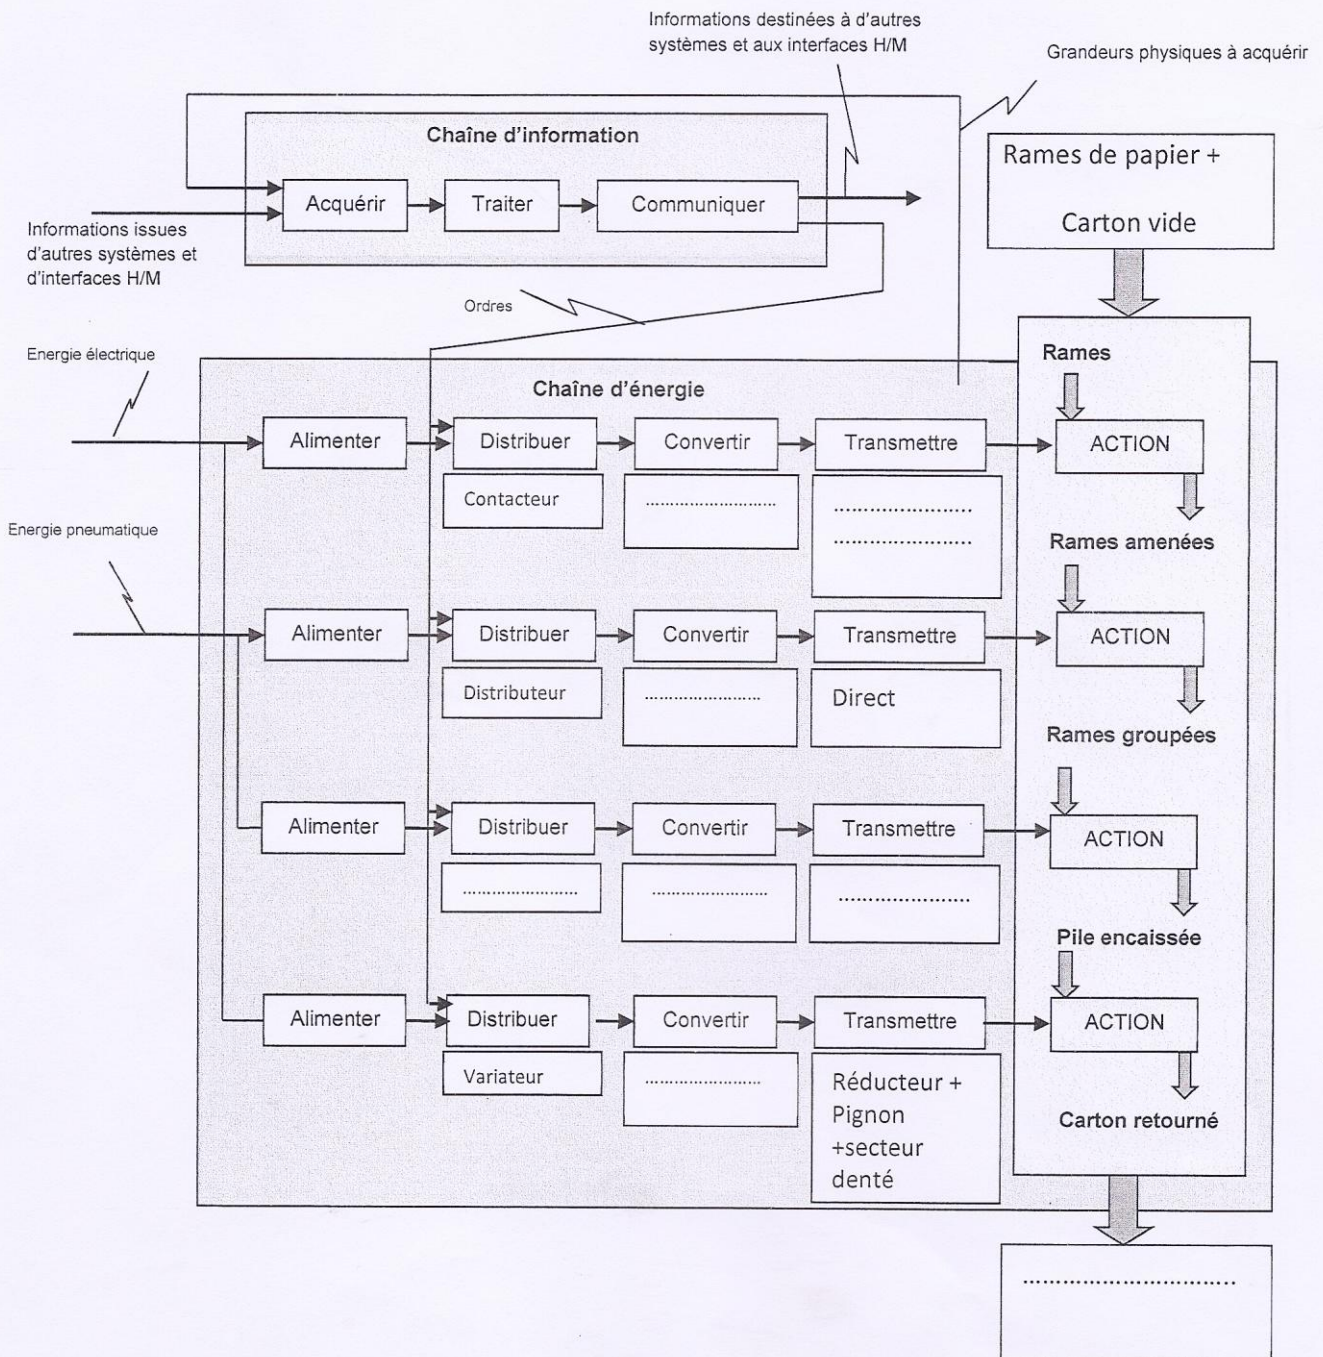 Informations destinées à d'autres
systèmes et aux interfaces H/M
Grandeurs physiques à acquérir
Chaîne d'information
Rames de papier +
Carton vide
Acquérir
Traiter
Communiquer
Informations issues
d'autres systèmes et
d'interfaces H/M
Ordres
Energie électrique
Rames
Chaîne d'énergie
Alimenter
Distribuer
Convertir
Transmettre
ACTION
Contacteur
...........................
........................
........................
Energie pneumatique
Rames amenées
Alimenter
Distribuer
Convertir
Transmettre
ACTION
Distributeur
........................
Direct
Rames groupées
Alimenter
Distribuer
Convertir
Transmettre
ACTION
........................
........................
........................
Pile encaissée
Alimenter
Distribuer
Convertir
Transmettre
ACTION
Variateur
........................
Réducteur +
Pignon
+secteur
denté
Carton retourné
.................................